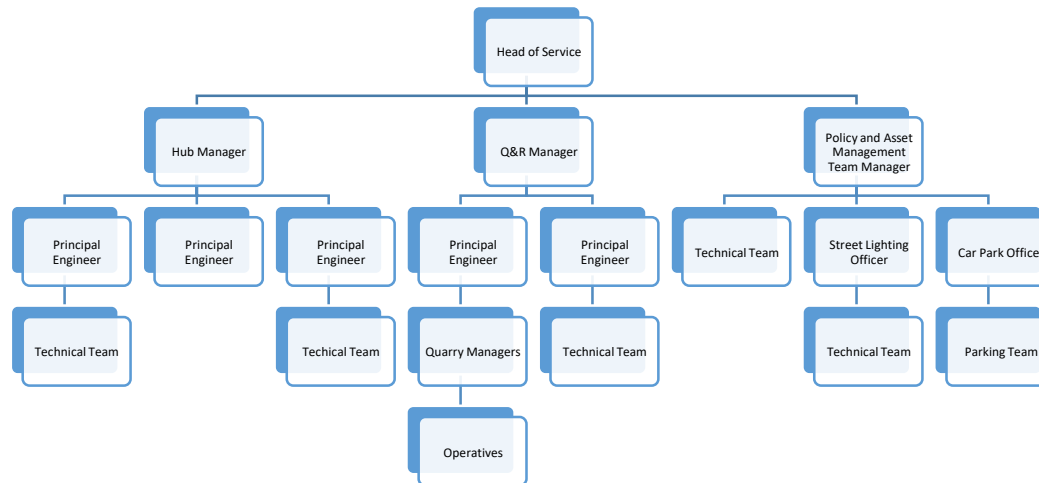 Head of Service
Hub Manager
Q&R Manager
Policy and Asset
Management
Team Manager
Principal
Engineer
Principal
Engineer
Principal
Engineer
Principal
Engineer
Principal
Engineer
Technical Team
Street Lighting
Officer
Car Park Office
Technical Team
Techical Team
Quarry Managers
Technical Team
Technical Team
Parking Team
Operatives